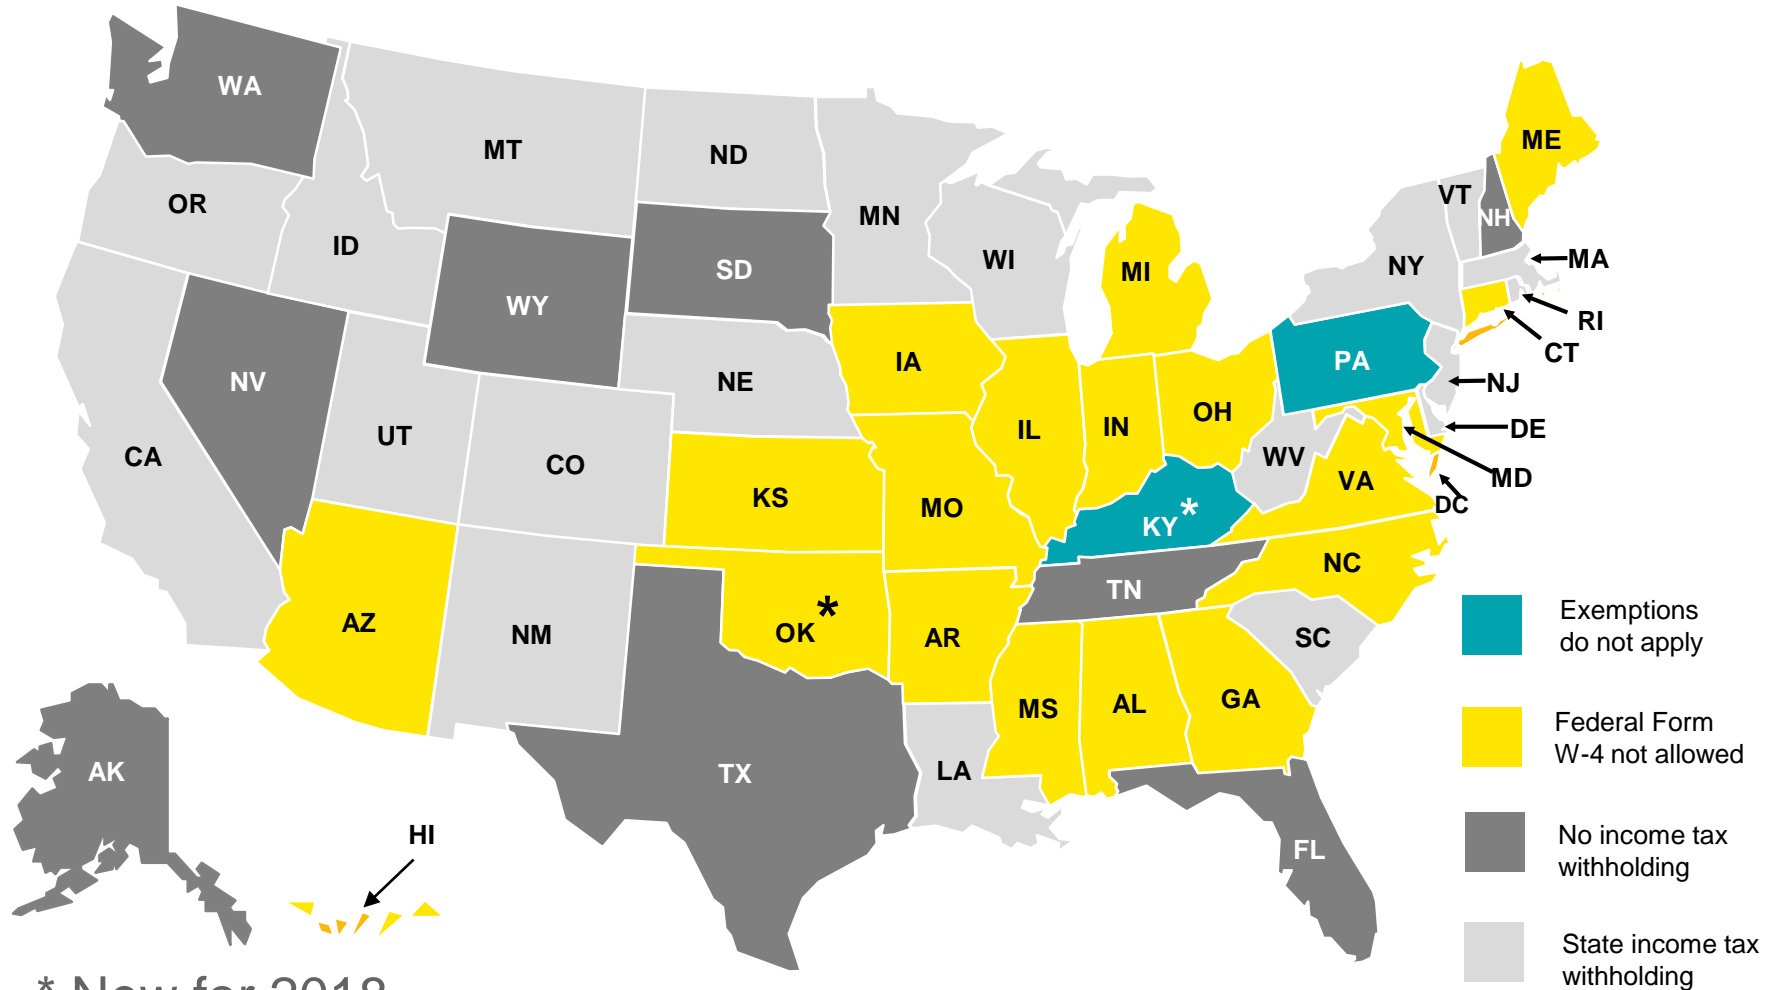 WA
MT
ND
ME
OR
MN
VT
NH
ID
SD
WI
NY
MA
MI
WY
RI
CT
IA
PA
NV
NE
NJ
OH
UT
IL
IN
DE
CA
CO
WV
MD
KS
VA
DC
MO
KY*
NC
TN
AZ
NM
OK*
AR
SC
MS
AL
GA
AK
TX
LA
HI
FL
Exemptions
do not apply
Federal Form
W-4 not allowed
No income tax
withholding
State income tax
withholding
* New for 2018